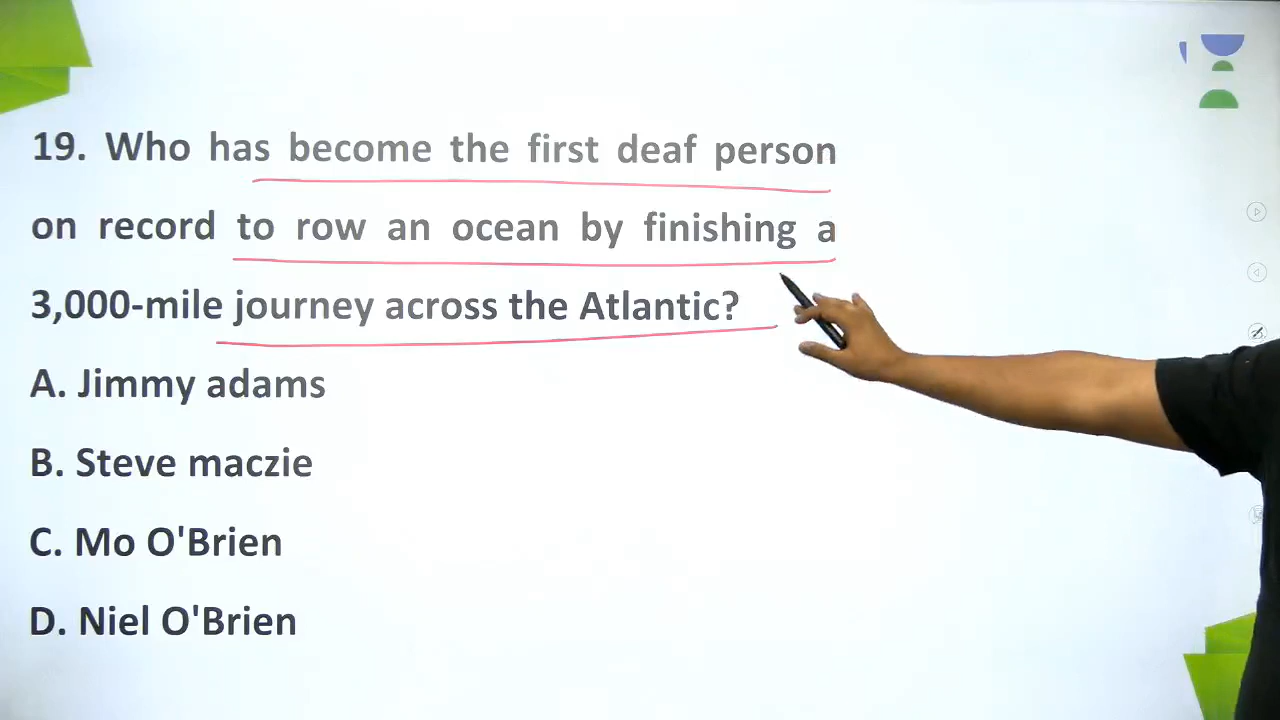 19. Who has become the first deaf person
on record to row an ocean by finishing a
3,000-mile journey across the Atlantic?
A. Jimmy adams
B. Steve maczie
C. Mo O'Brien
D. Niel O'Brien